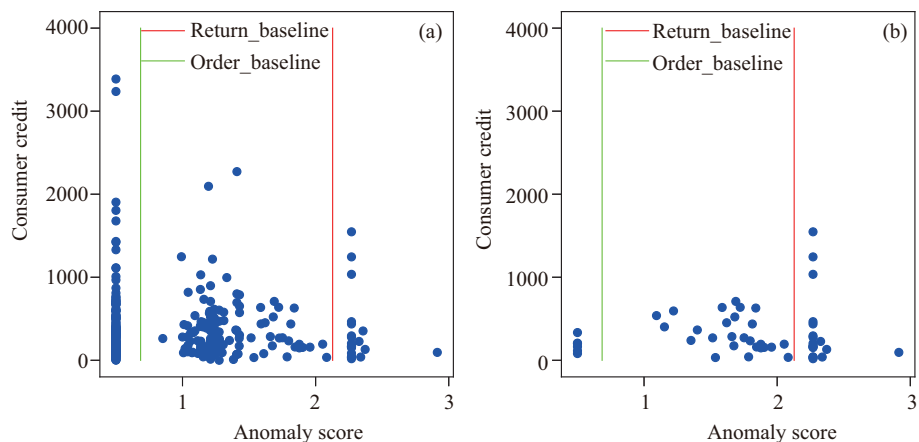 4000
3000
2000
1000
0
Consumer credit
Return_baseline
Order_baseline
(a)
1
2
3
Anomaly score
4000
3000
2000
1000
0
Consumer credit
Return_baseline
Order_baseline
(b)
1
2
3
Anomaly score